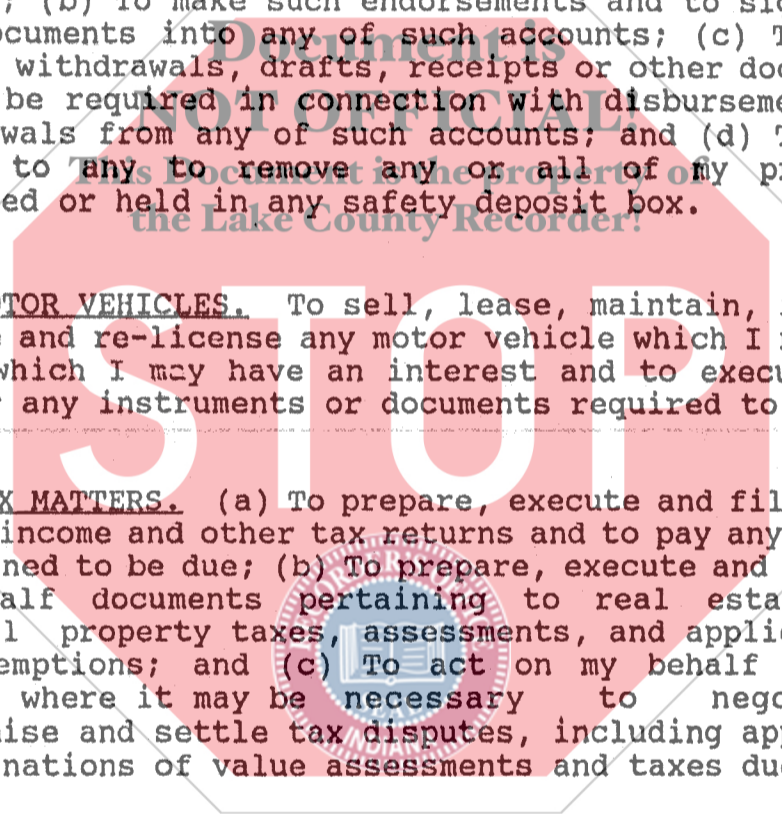 ; (b) To make such endorsements and to si
ocuments into any of such accounts; (c) T
withdrawals, drafts, receipts or other doc
be required in connection with disburseme
wals from any of such accounts; and (d) T
to any to remove any or all of my p
ed or held in any safety deposit box.
Document is
NOT OFFICIAL!
This Document is the property of
the Lake County Recorder!
STOP
TOR VEHICLES. To sell, lease, maintain,
and re-license any motor vehicle which I
which I may have an interest and to execu
any instruments or documents required to
X MATTERS. (a) To prepare, execute and fil
income and other tax returns and to pay any
ned to be due; (b) To prepare, execute and
alf documents pertaining to real esta
l property taxes, assessments, and applic
emptions; and (c) To act on my behalf
where it may be necessary to nego
ise and settle tax disputes, including app
nations of value assessments and taxes du
RECORDER'S OFFICE
SEAL
INDIANA